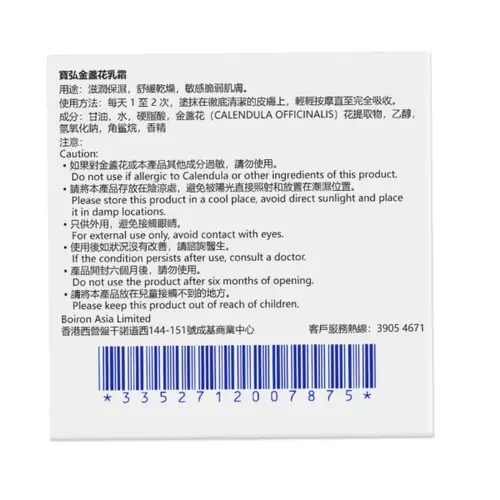 寶弘金盞花乳霜
用途：滋潤保濕，舒緩乾燥，敏感脆弱肌膚。
使用方法：每天 1 至 2 次，塗抹在徹底清潔的皮膚上，輕輕按摩直至完全吸收。
成分：甘油，水，硬脂酸，金盞花（CALENDULA OFFICINALIS）花提取物，乙醇，
氫氧化鈉，角鯊烷，香精
注意：
Caution:
• 如果對金盞花或本產品其他成分過敏，請勿使用。
Do not use if allergic to Calendula or other ingredients of this product.
• 請將本產品存放在陰涼處，避免被陽光直接照射和放置在潮濕位置。
Please store this product in a cool place, avoid direct sunlight and place
it in damp locations.
• 只供外用，避免接觸眼睛。
For external use only, avoid contact with eyes.
• 使用後如狀況沒有改善，請諮詢醫生。
If the condition persists after use, consult a doctor.
• 產品開封六個月後，請勿使用。
Do not use the product after six months of opening.
• 請將本產品放在兒童接觸不到的地方。
Please keep this product out of reach of children.
Boiron Asia Limited
香港西營盤干諾道西144-151號成基商業中心 客戶服務熱線：3905 4671
*3352712007875*